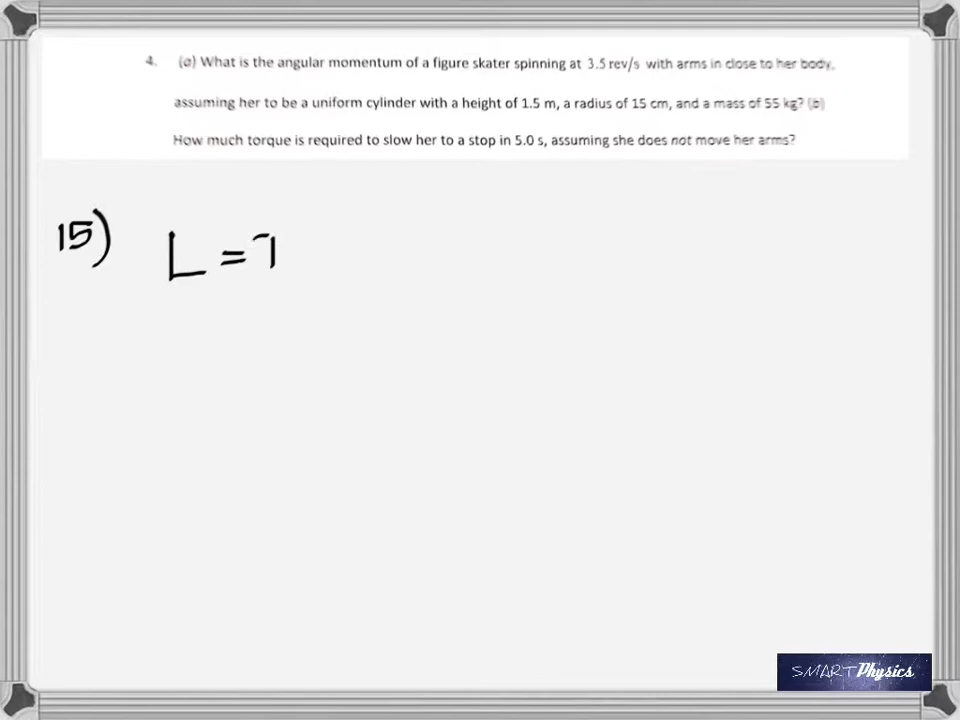 4. (a) What is the angular momentum of a figure skater spinning at 3.5 rev/s with arms in close to her body,
assuming her to be a uniform cylinder with a height of 1.5 m, a radius of 15 cm, and a mass of 55 kg? (b)
How much torque is required to slow her to a stop in 5.0 s, assuming she does not move her arms?
15) L =
SMARTPhysics